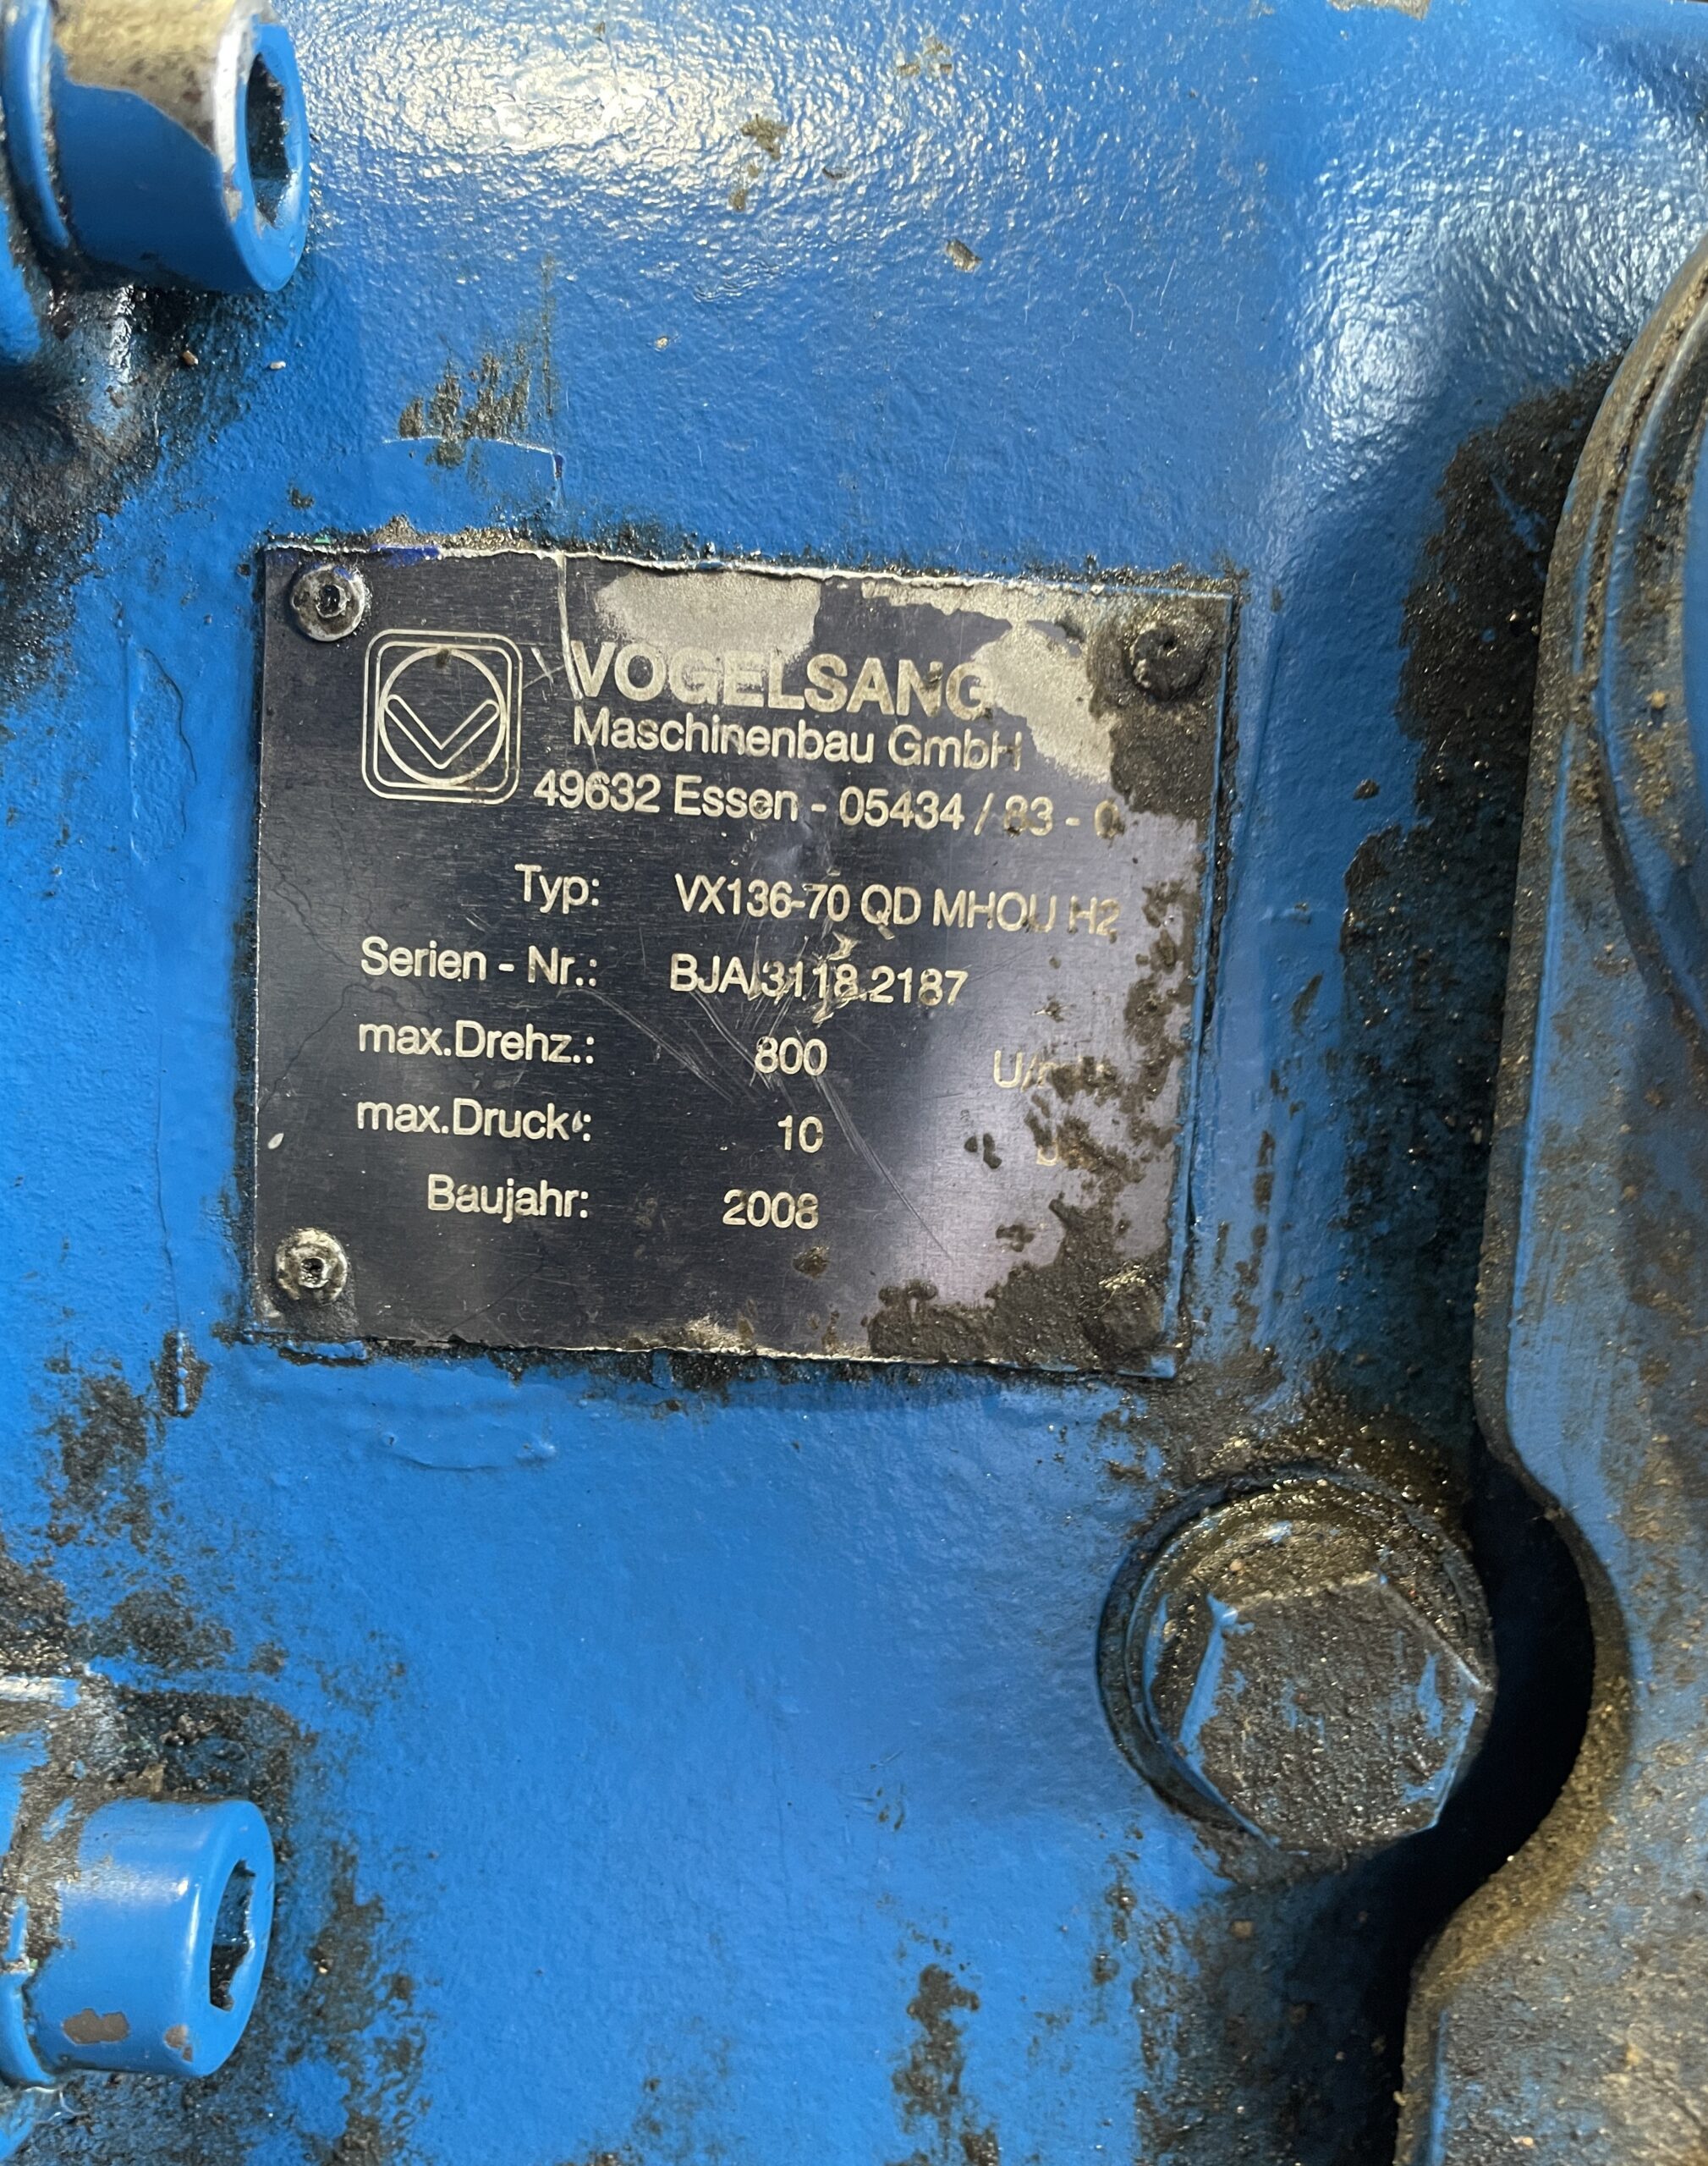 VOGELSANG
Maschinenbau GmbH
49632 Essen - 05434 / 83 - 0
Typ: VX136-70 QD MHOU H2
Serien - Nr.: BJA/3118.2187
max.Drehz.: 800
max.Druck: 10
Baujahr: 2008